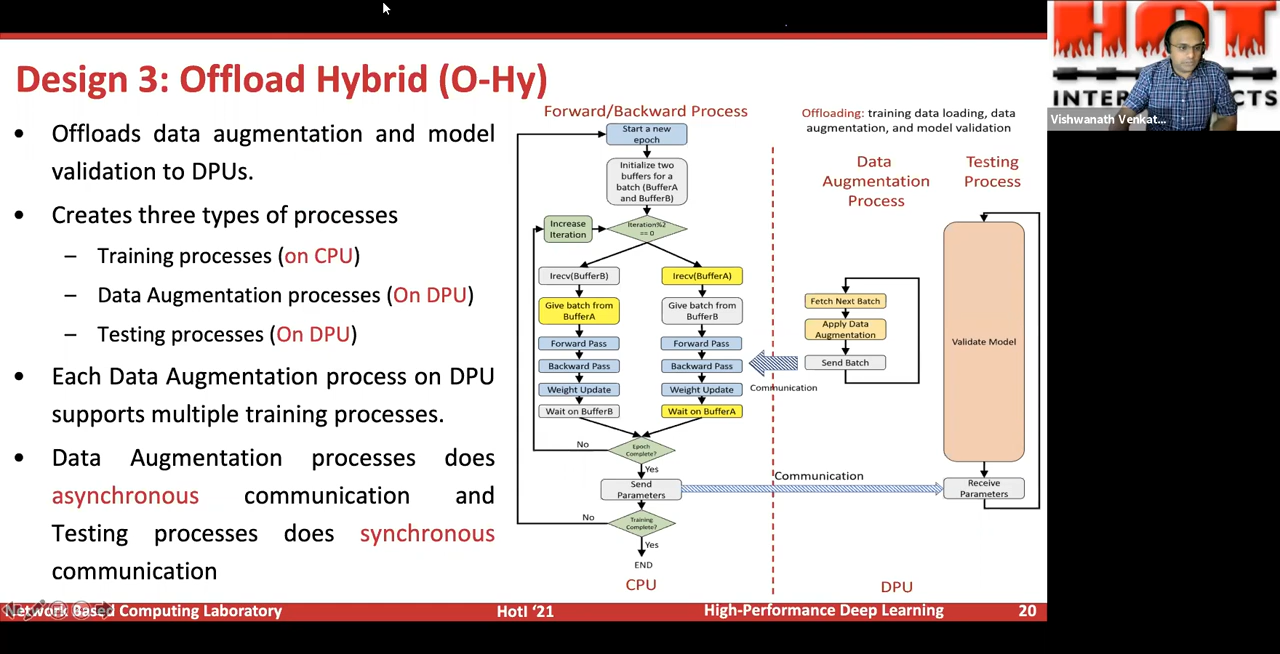 Design 3: Offload Hybrid (O-Hy)
• Offloads data augmentation and model
validation to DPUs.
• Creates three types of processes
– Training processes (on CPU)
– Data Augmentation processes (On DPU)
– Testing processes (On DPU)
• Each Data Augmentation process on DPU
supports multiple training processes.
• Data Augmentation processes does
asynchronous communication and
Testing processes does synchronous
communication
Forward/Backward Process
Start a new
epoch
Initialize two
buffers for a
batch (BufferA
and BufferB)
Increase
Iteration
Iteration%2
== 0
Irecv(BufferB)
Give batch from
BufferA
Forward Pass
Backward Pass
Weight Update
Wait on BufferB
Irecv(BufferA)
Give batch from
BufferB
Forward Pass
Backward Pass
Weight Update
Wait on BufferA
No
Epoch
Complete?
Yes
Send
Parameters
No
Training
Complete?
Yes
END
CPU
Offloading: training data loading, data
augmentation, and model validation
Data
Augmentation
Process
Fetch Next Batch
Apply Data
Augmentation
Send Batch
Communication
Communication
Testing
Process
Validate Model
Receive
Parameters
DPU
Network Based Computing Laboratory
HotI ‘21
High-Performance Deep Learning
20
HOT
Vishwanath Venkat...